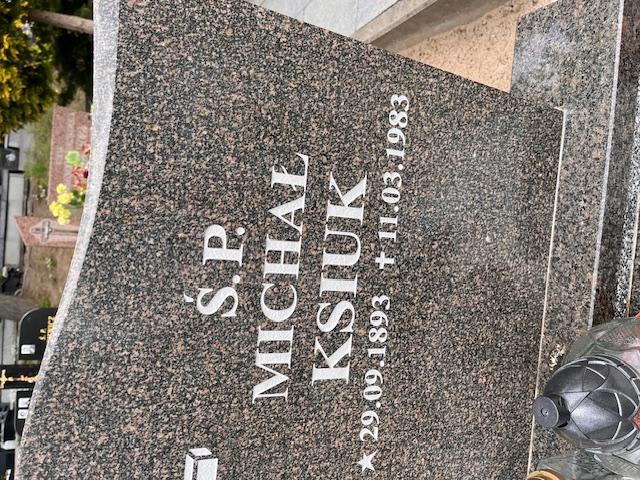 Ś.P.
MICHAŁ
KSIUK
★ 29.09.1893 ✝ 11.03.1983